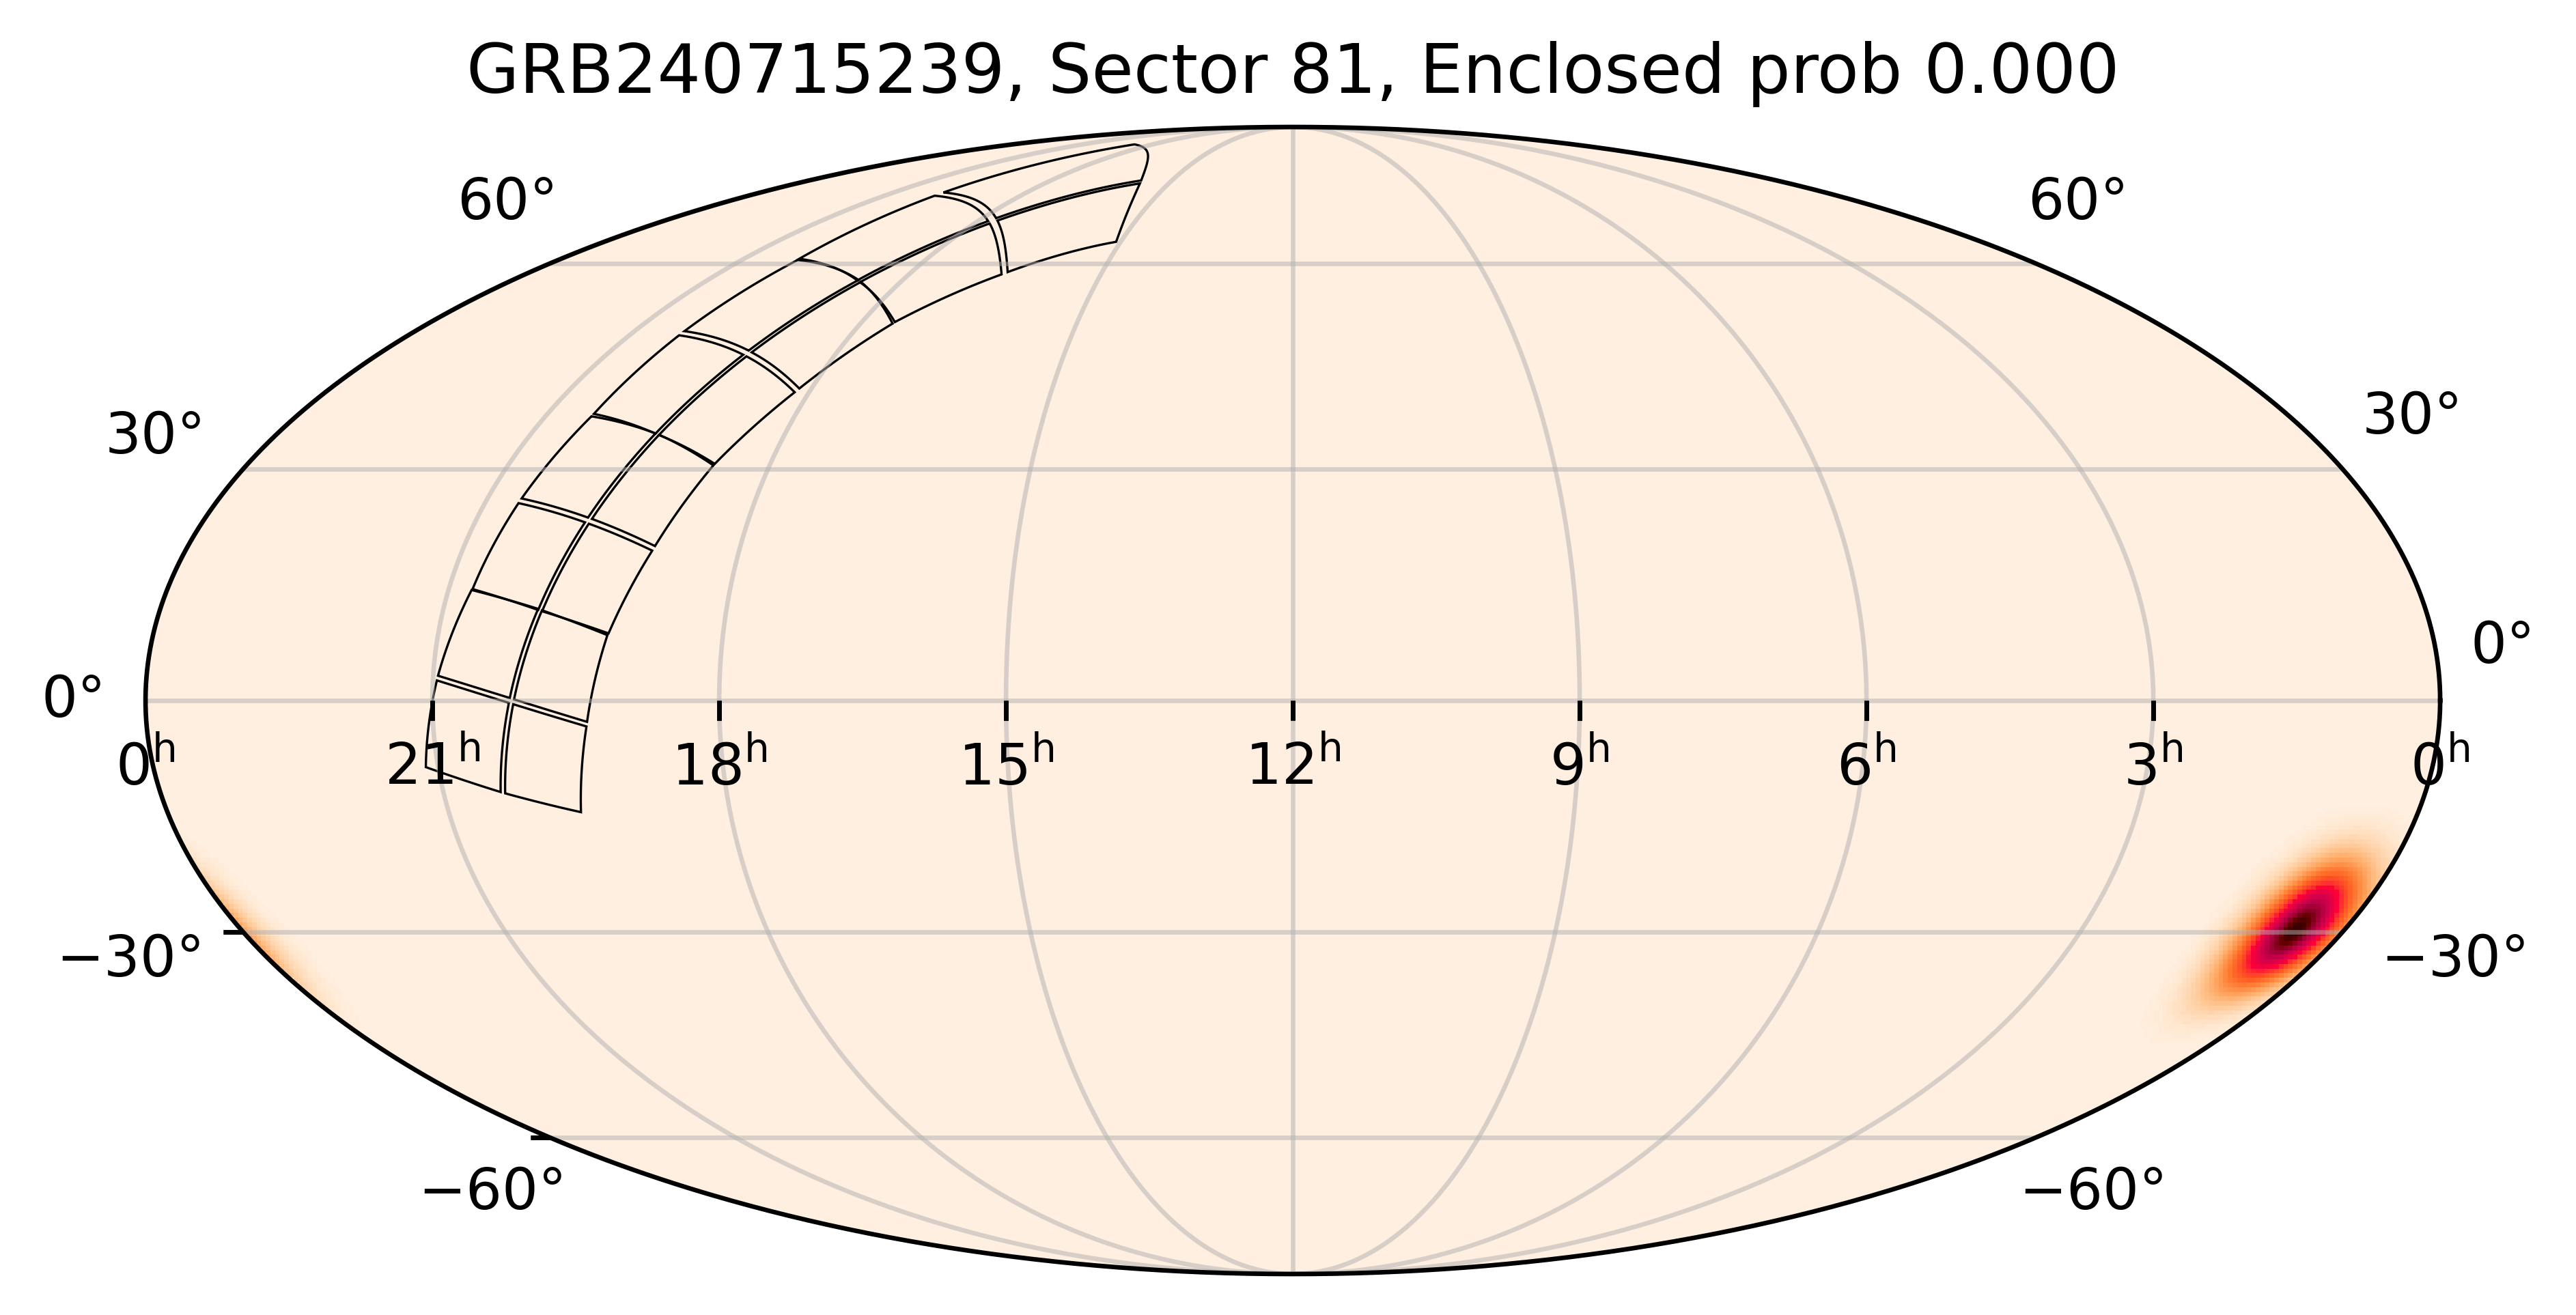 GRB240715239, Sector 81, Enclosed prob 0.000
60° 60°
30° 30°
0° 0°
0h 21h 18h 15h 12h 9h 6h 3h 0h
−30° −30°
−60° −60°